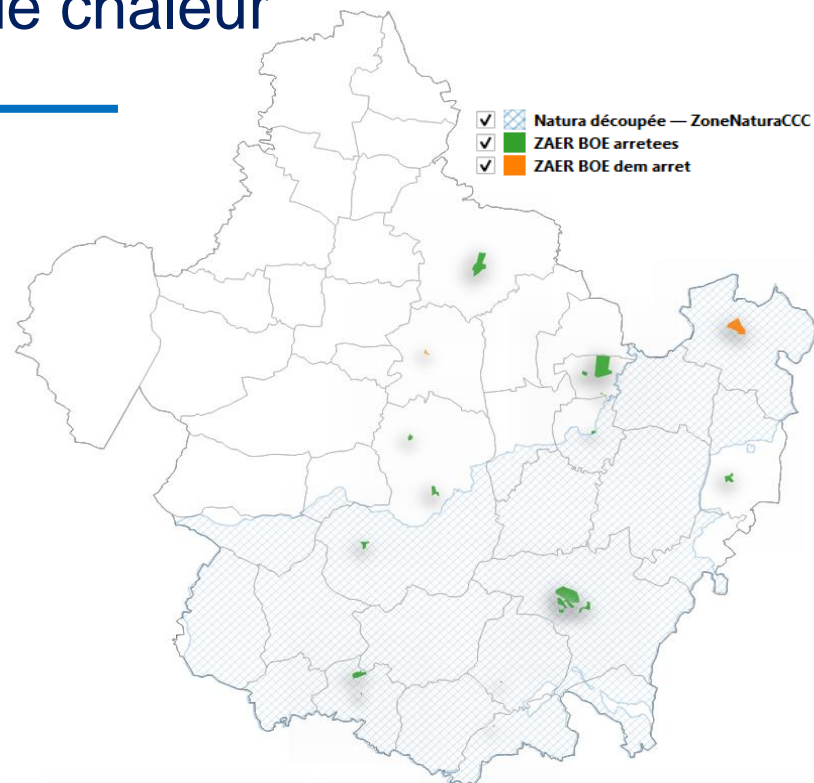 le chaleur
Natura découpée — ZoneNaturaCCC
ZAER BOE arretees
ZAER BOE dem arret